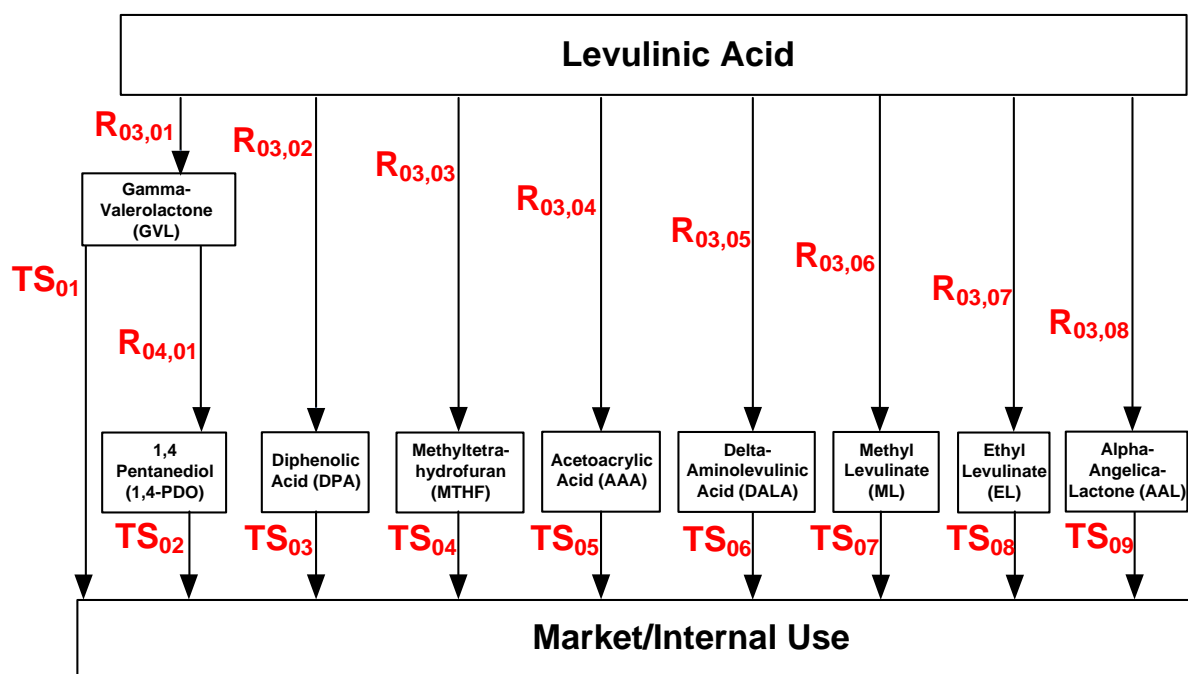 Levulinic Acid
R03,01
R03,02
R03,03
R03,04
R03,05
R03,06
R03,07
R03,08
Gamma-
Valerolactone
(GVL)
TS01
R04,01
1,4
Pentanediol
(1,4-PDO)
Diphenolic
Acid (DPA)
Methyltetra-
hydrofuran
(MTHF)
Acetoacrylic
Acid (AAA)
Delta-
Aminolevulinic
Acid (DALA)
Methyl
Levulinate
(ML)
Ethyl
Levulinate
(EL)
Alpha-
Angelica-
Lactone (AAL)
TS02
TS03
TS04
TS05
TS06
TS07
TS08
TS09
Market/Internal Use